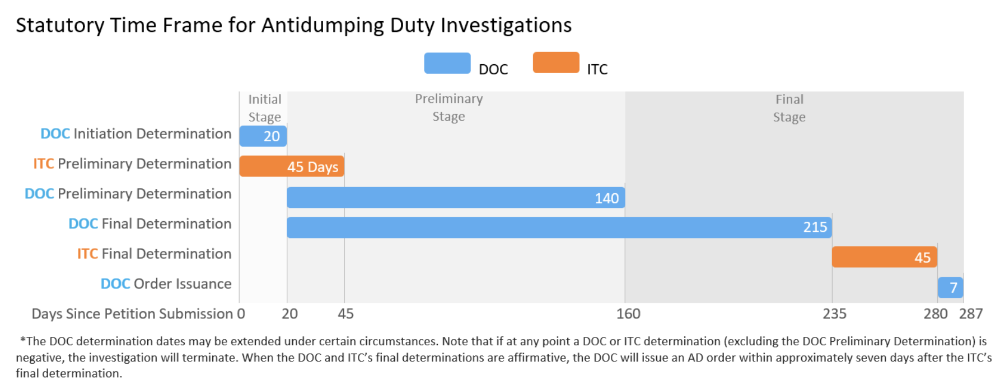 Statutory Time Frame for Antidumping Duty Investigations
DOC ITC
Initial Stage
Preliminary Stage
Final Stage
DOC Initiation Determination 20
ITC Preliminary Determination 45 Days
DOC Preliminary Determination 140
DOC Final Determination 215
ITC Final Determination 45
DOC Order Issuance 7
Days Since Petition Submission 0 20 45 160 235 280 287
*The DOC determination dates may be extended under certain circumstances. Note that if at any point a DOC or ITC determination (excluding the DOC Preliminary Determination) is
negative, the investigation will terminate. When the DOC and ITC’s final determinations are affirmative, the DOC will issue an AD order within approximately seven days after the ITC’s
final determination.